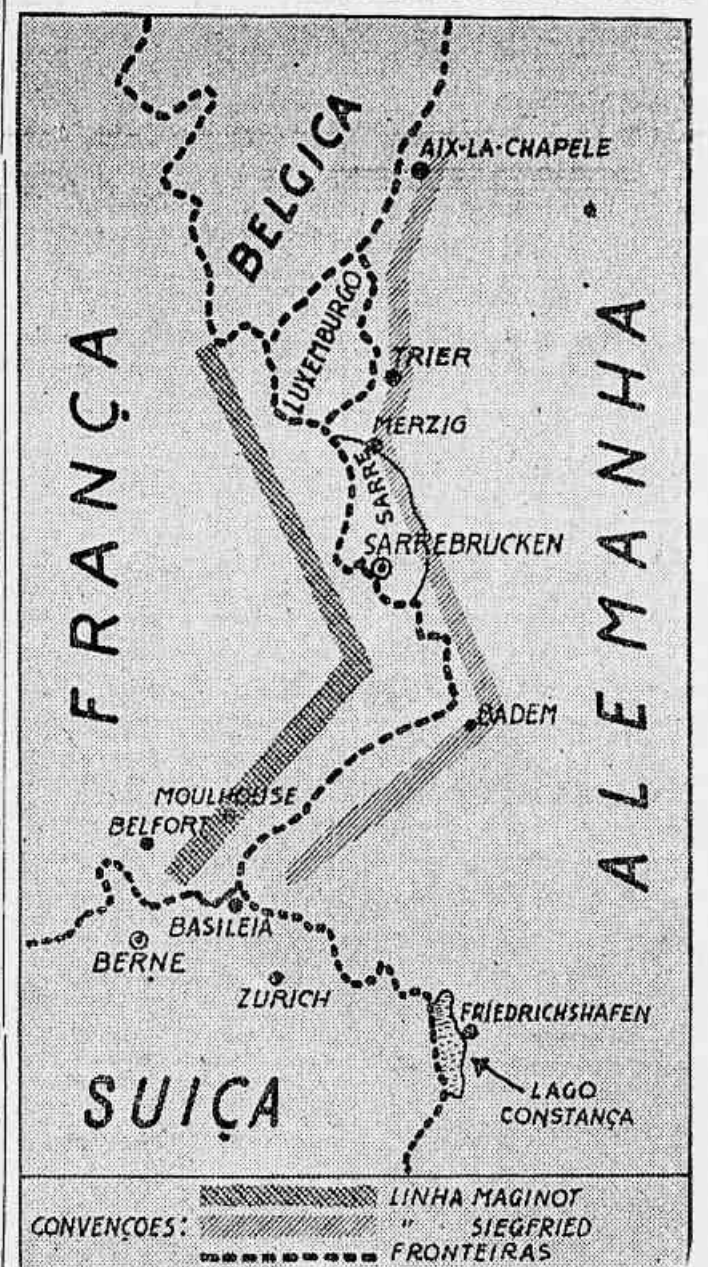 BELGICA
AIX-LA-CHAPELE
FRANÇA
LUXEMBURGO
ALEMANHA
TRIER
MERZIG
SARRE
SARREBRUCKEN
BADEM
MOULHOUSE
BELFORT
BASILEIA
BERNE
ZURICH
FRIEDRICHSHAFEN
SUIÇA
LAGO
CONSTANÇA
CONVENÇOES:
LINHA MAGINOT
" SIEGFRIED
FRONTEIRAS